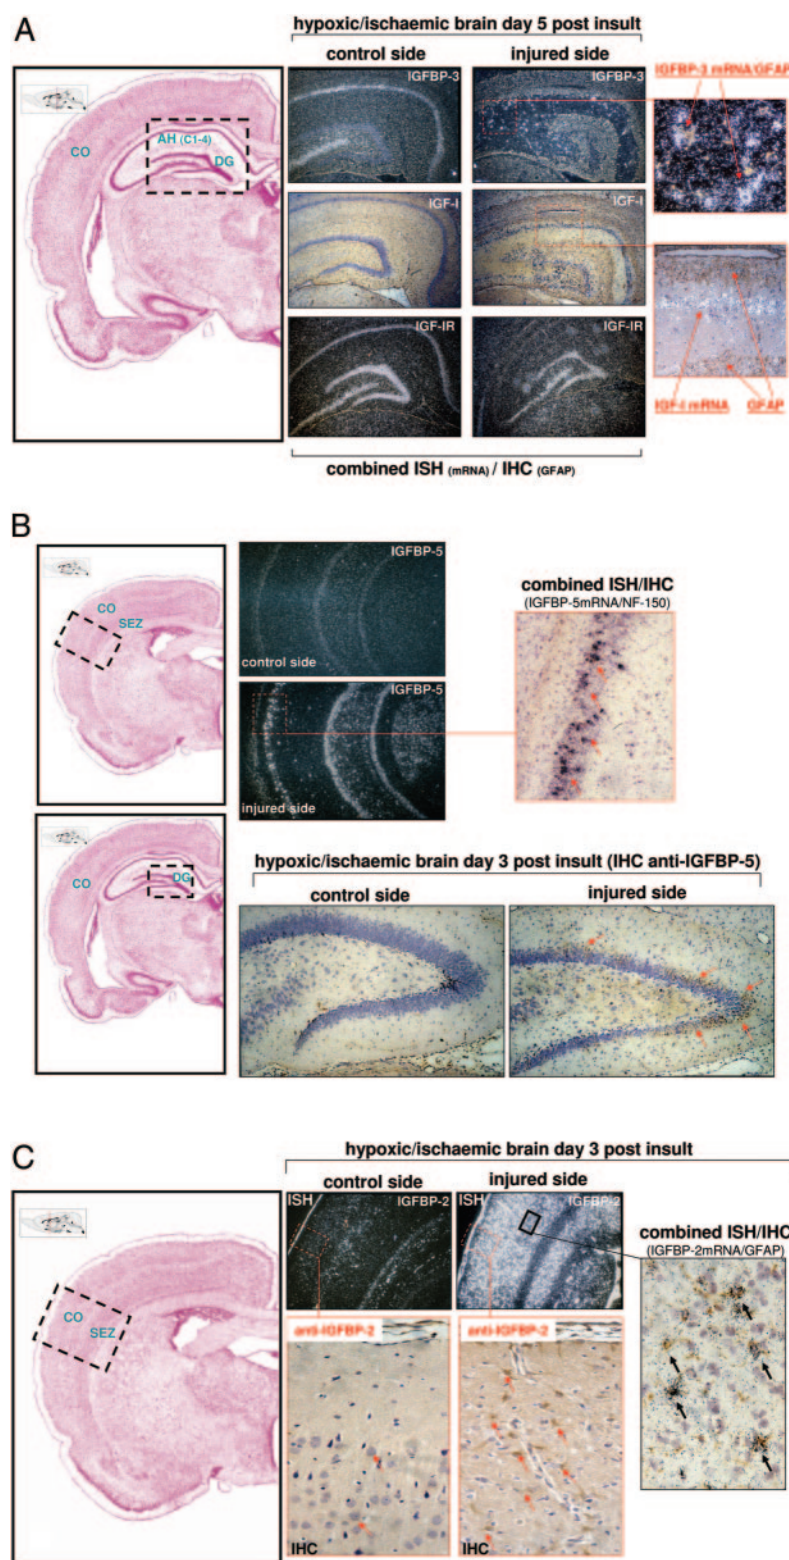 A
hypoxic/ischaemic brain day 5 post insult
control side
injured side
CO
AH (C1-4)
DG
IGFBP-3
IGFBP-3
IGFBP-3 mRNA/GFAP
IGF-I
IGF-I
IGF-IR
IGF-IR
IGF-I mRNA
GFAP
combined ISH (mRNA) / IHC (GFAP)
B
CO
SEZ
IGFBP-5
control side
IGFBP-5
injured side
combined ISH/IHC
(IGFBP-5mRNA/NF-150)
CO
DG
hypoxic/ischaemic brain day 3 post insult (IHC anti-IGFBP-5)
control side
injured side
C
hypoxic/ischaemic brain day 3 post insult
control side
injured side
CO
SEZ
ISH
IGFBP-2
ISH
IGFBP-2
combined ISH/IHC
(IGFBP-2mRNA/GFAP)
anti-IGFBP-2
anti-IGFBP-2
IHC
IHC